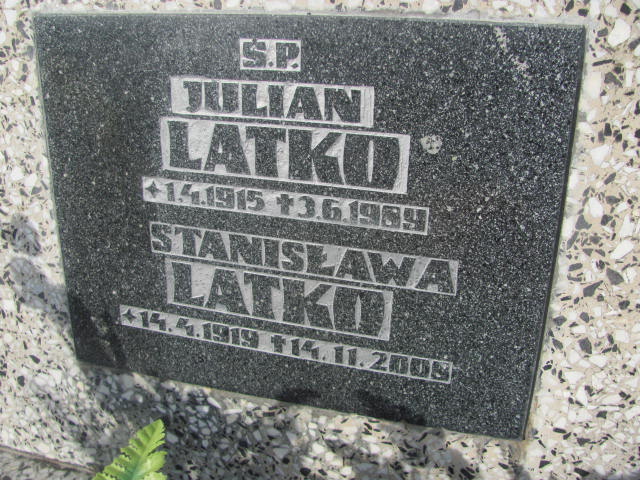 Ś.P.
JULIAN
LATKO
+1.4.1915 +3.6.1989
STANISŁAWA
LATKO
+14.4.1919 +14.11.2008